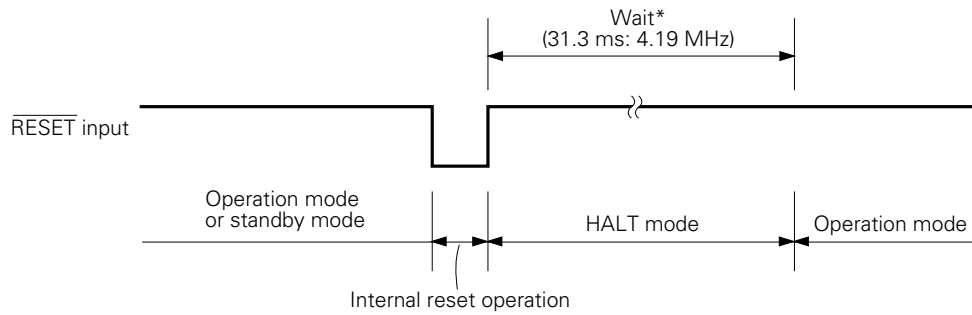 Wait*
(31.3 ms: 4.19 MHz)
RESET input
Operation mode
or standby mode
HALT mode
Operation mode
Internal reset operation